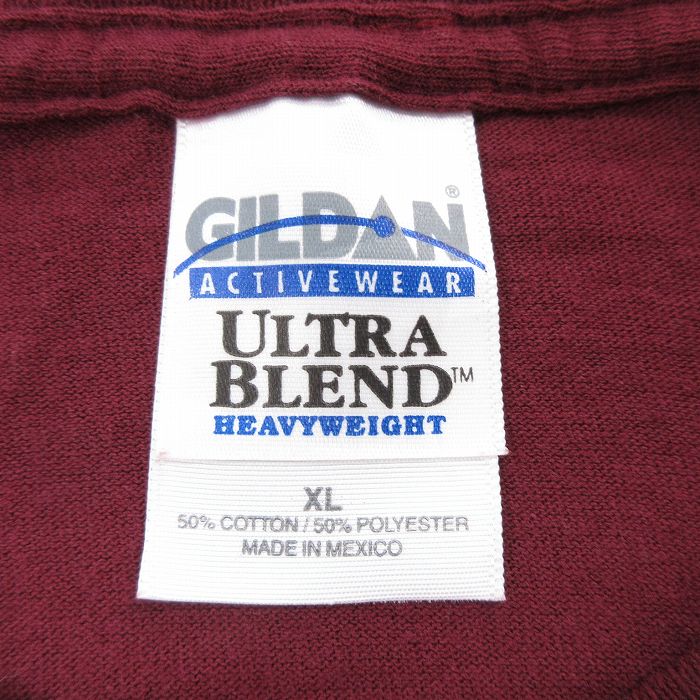 GILDAN®
ACTIVEWEAR
ULTRA
BLEND™
HEAVYWEIGHT
XL
50% COTTON / 50% POLYESTER
MADE IN MEXICO